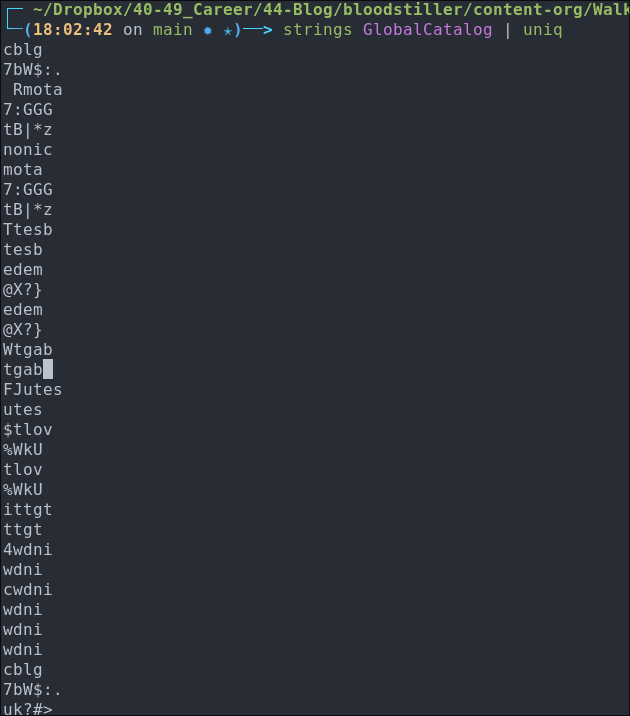 ~/Dropbox/40-49_Career/44-Blog/bloodstiller/content-org/Walk
(18:02:42 on main ✹ ✭)──> strings GlobalCatalog | uniq
cblg
7bW$:.
 Rmota
7:GGG
tB|*z
nonic
mota
7:GGG
tB|*z
Ttesb
tesb
edem
@X?}
edem
@X?}
Wtgab
tgab
FJutes
utes
$tlov
%WkU
tlov
%WkU
ittgt
ttgt
4wdni
wdni
cwdni
wdni
wdni
wdni
cblg
7bW$:.
uk?#>